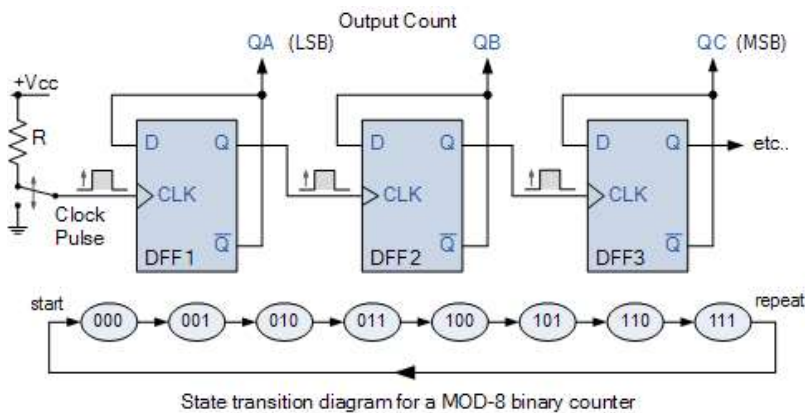 Output Count
QA (LSB) QB QC (MSB)
+Vcc
R
D Q D Q D Q etc..
CLK CLK CLK
Clock
Pulse
Q Q Q
DFF1 DFF2 DFF3
start repeat
000 001 010 011 100 101 110 111
State transition diagram for a MOD-8 binary counter